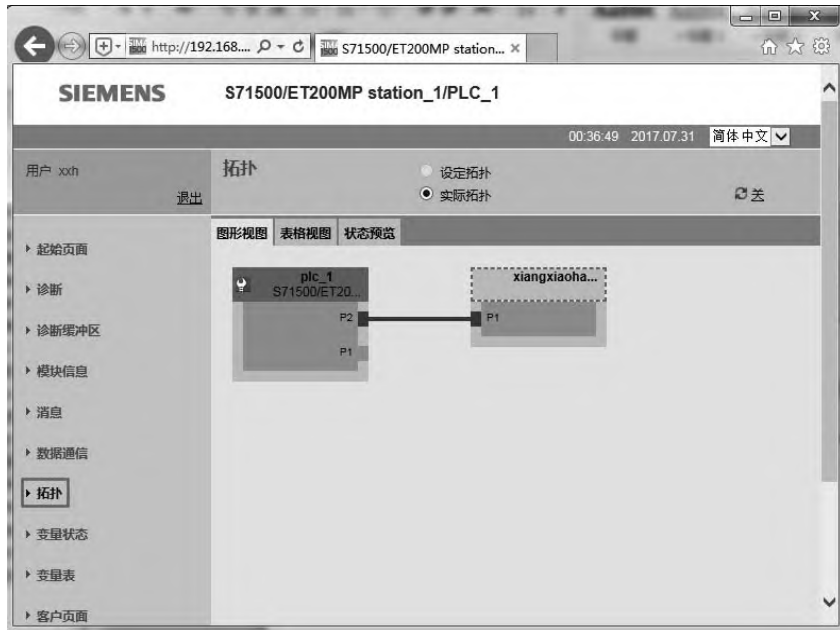 http://192.168....
S71500/ET200MP station...
SIEMENS
S71500/ET200MP station_1/PLC_1
00:36:49 2017.07.31 简体中文
用户 xxh
退出
拓扑
设定拓扑
实际拓扑
关
图形视图 表格视图 状态预览
起始页面
诊断
诊断缓冲区
模块信息
消息
数据通信
拓扑
变量状态
变量表
客户页面
plc_1
S71500/ET20...
P2
P1
xiangxiaoha...
P1